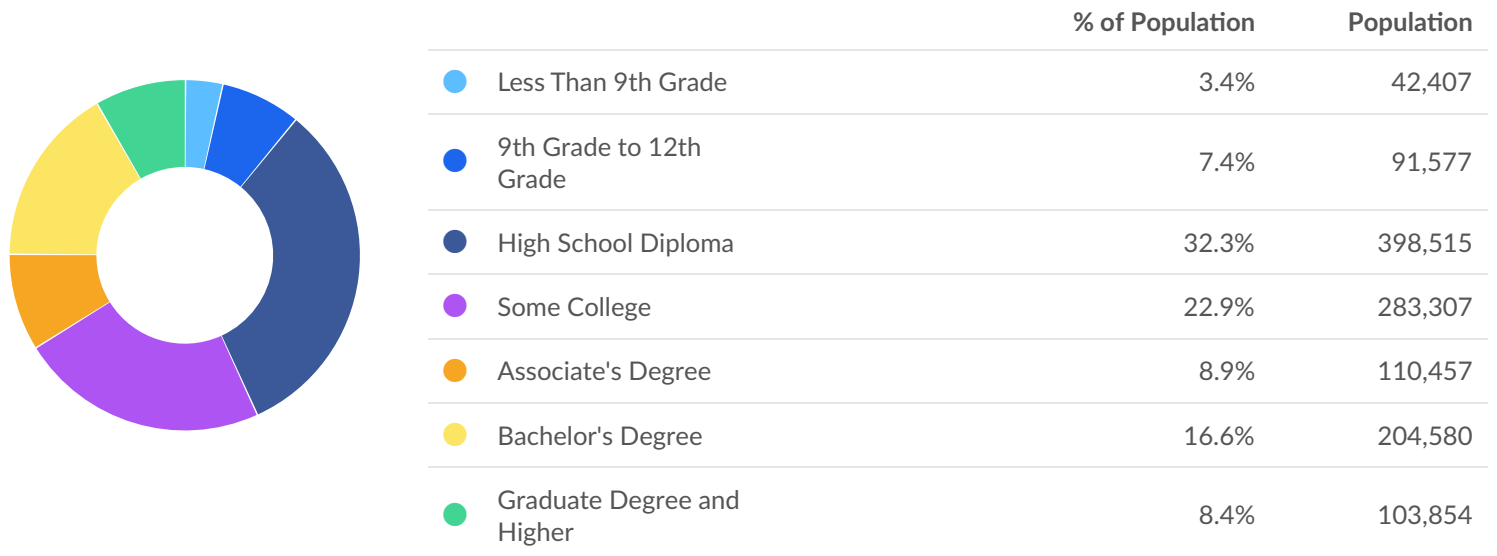 % of Population Population
Less Than 9th Grade 3.4% 42,407
9th Grade to 12th
Grade 7.4% 91,577
High School Diploma 32.3% 398,515
Some College 22.9% 283,307
Associate's Degree 8.9% 110,457
Bachelor's Degree 16.6% 204,580
Graduate Degree and
Higher 8.4% 103,854